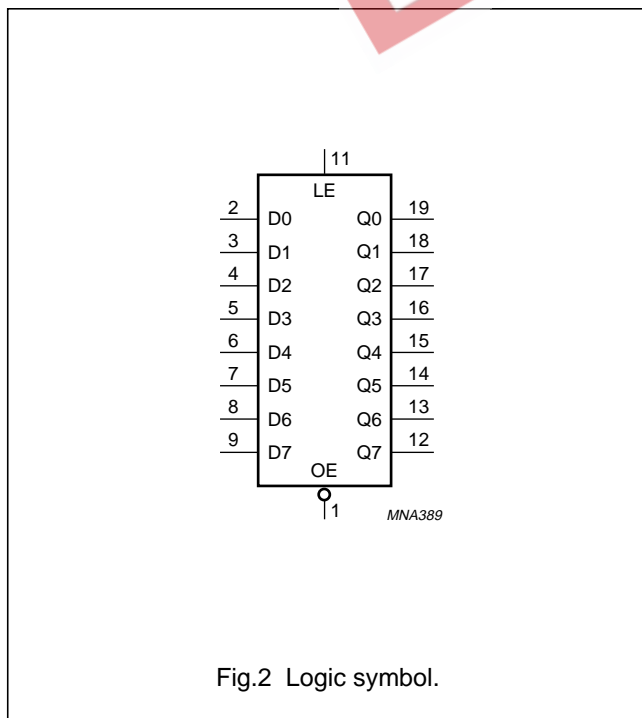 11
LE
2 D0 Q0 19
3 D1 Q1 18
4 D2 Q2 17
5 D3 Q3 16
6 D4 Q4 15
7 D5 Q5 14
8 D6 Q6 13
9 D7 Q7 12
OE
1
MNA389
Fig.2 Logic symbol.